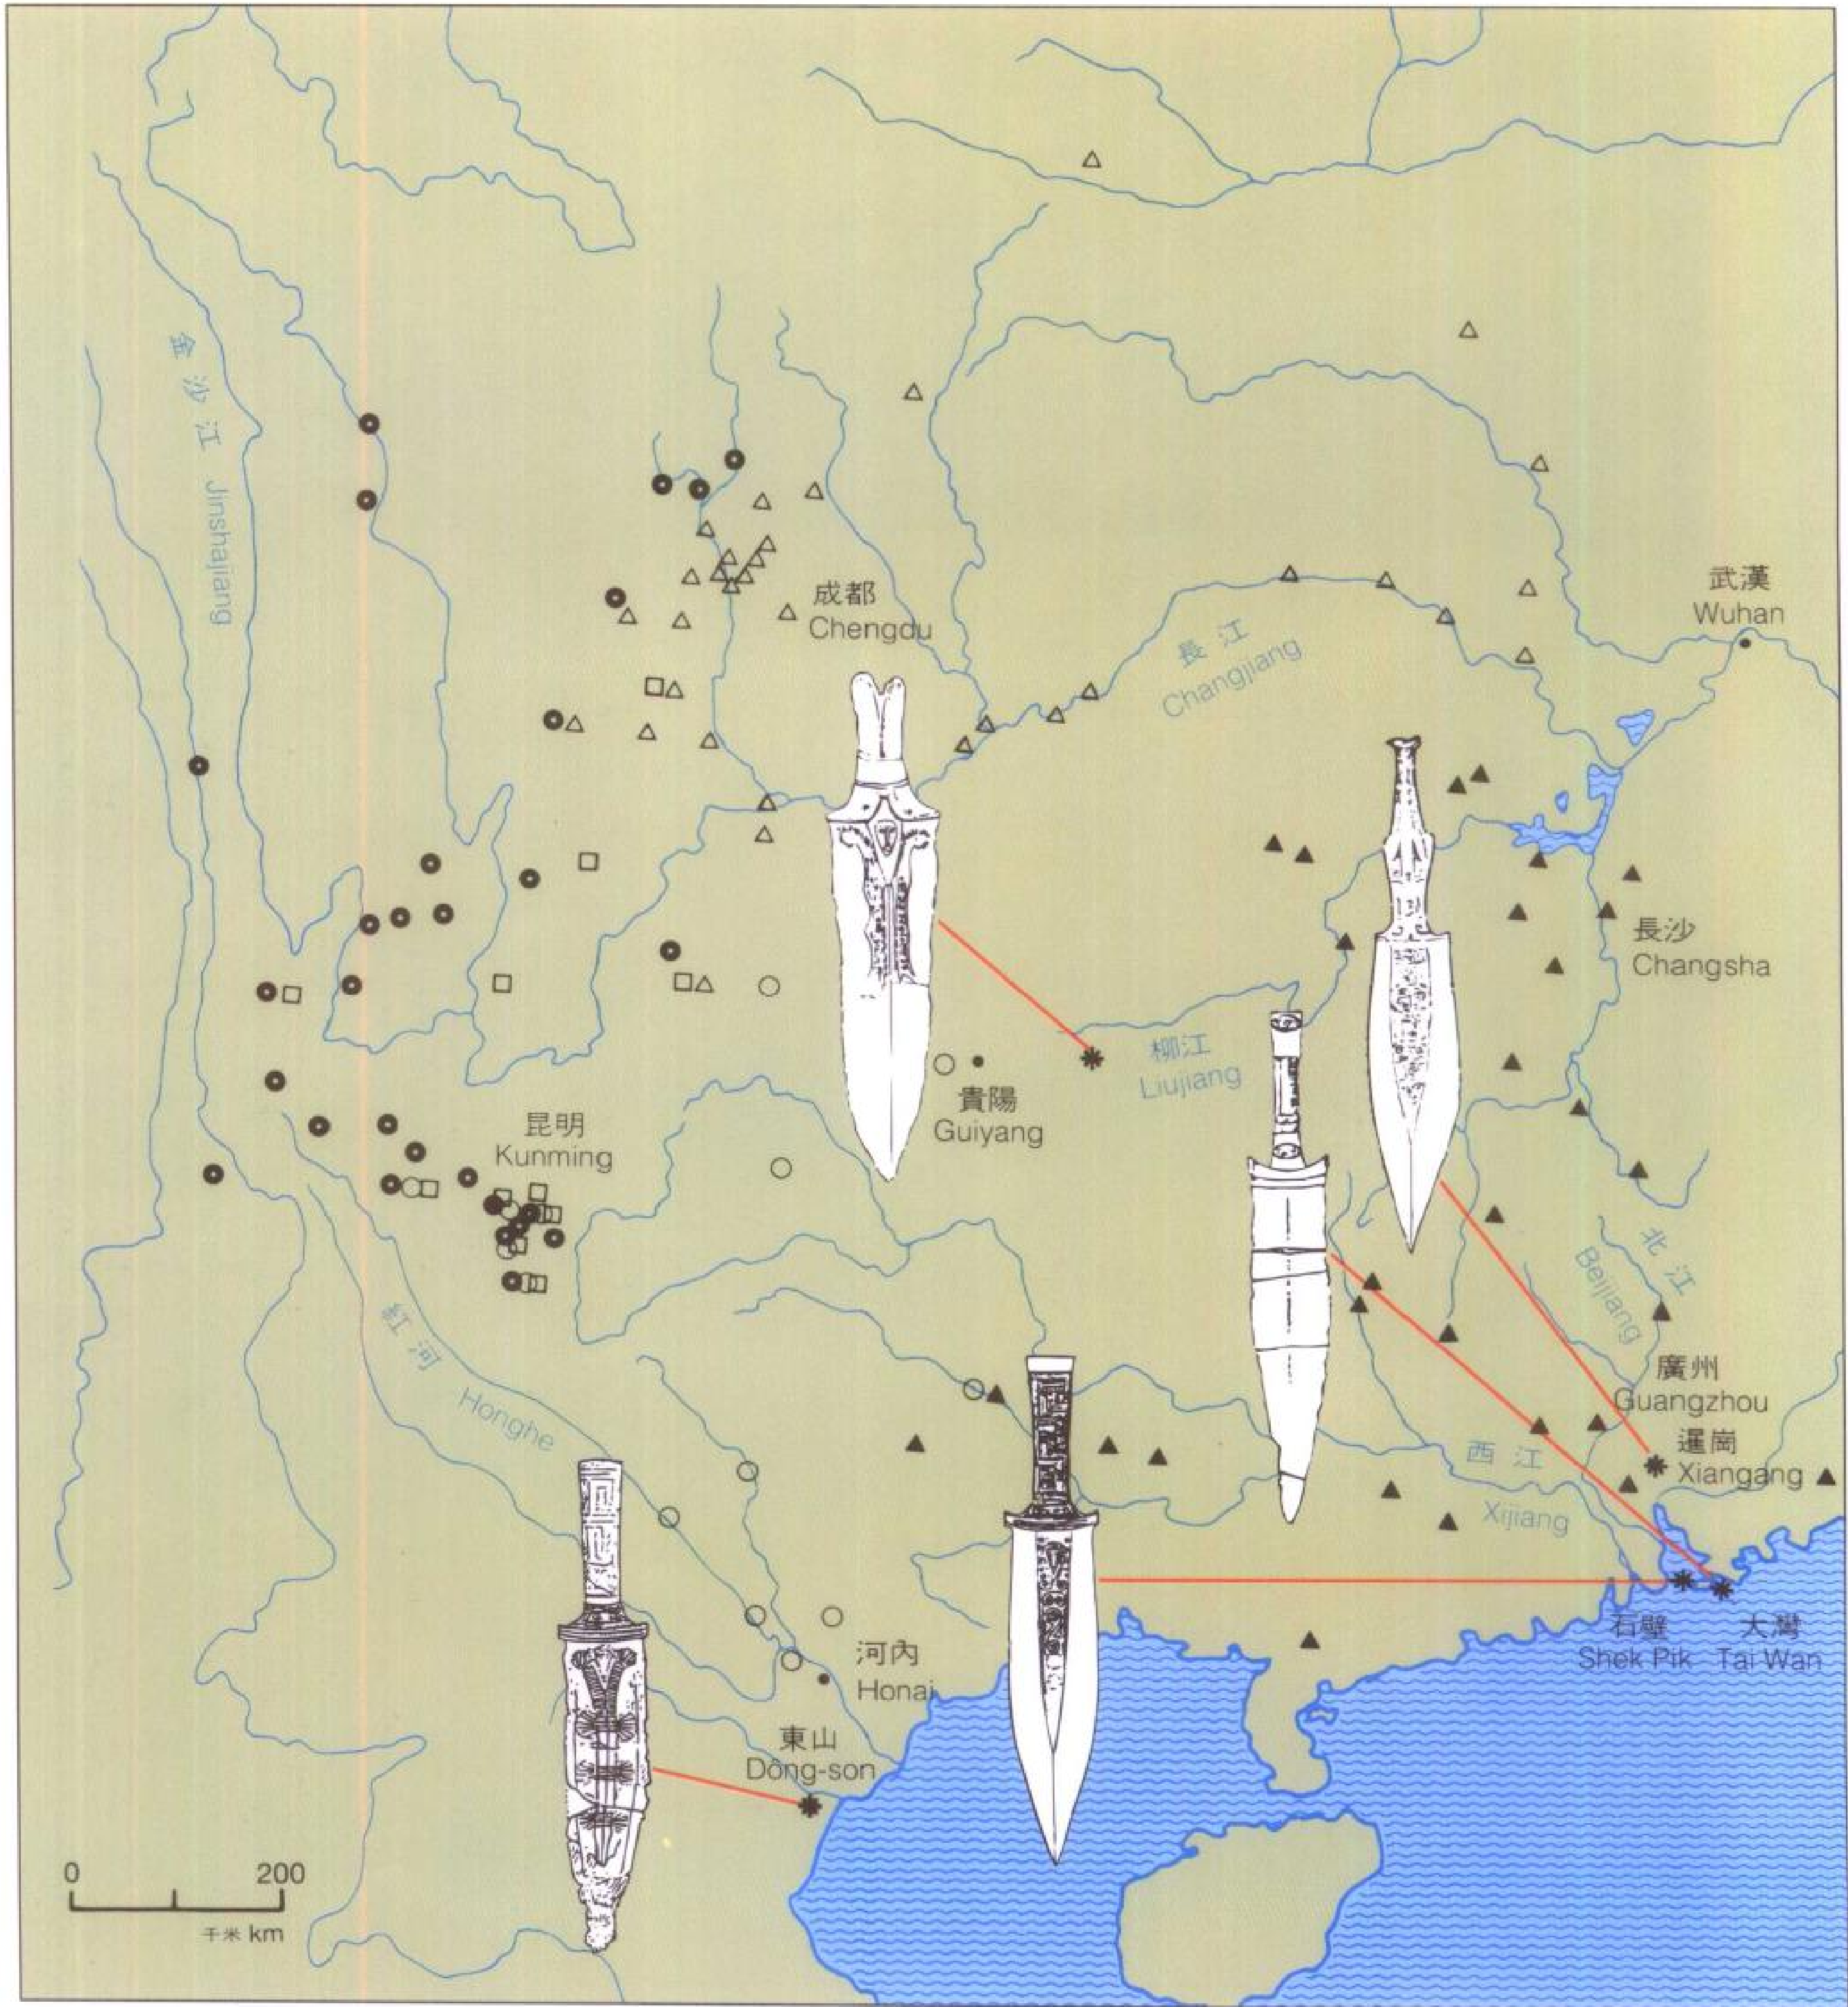 金沙江 Jinshajiang
成都
Chengdu
武漢
Wuhan
長江
Changjiang
長沙
Changsha
柳江
Liujiang
貴陽
Guiyang
昆明
Kunming
北江
Beijiang
紅河 Honghe
廣州
Guangzhou
暹崗
Xiangang
西江
Xijiang
石壁
Shek Pik
大灣
Tai Wan
河內
Honai
東山
Dông-son
0 200
千米 km